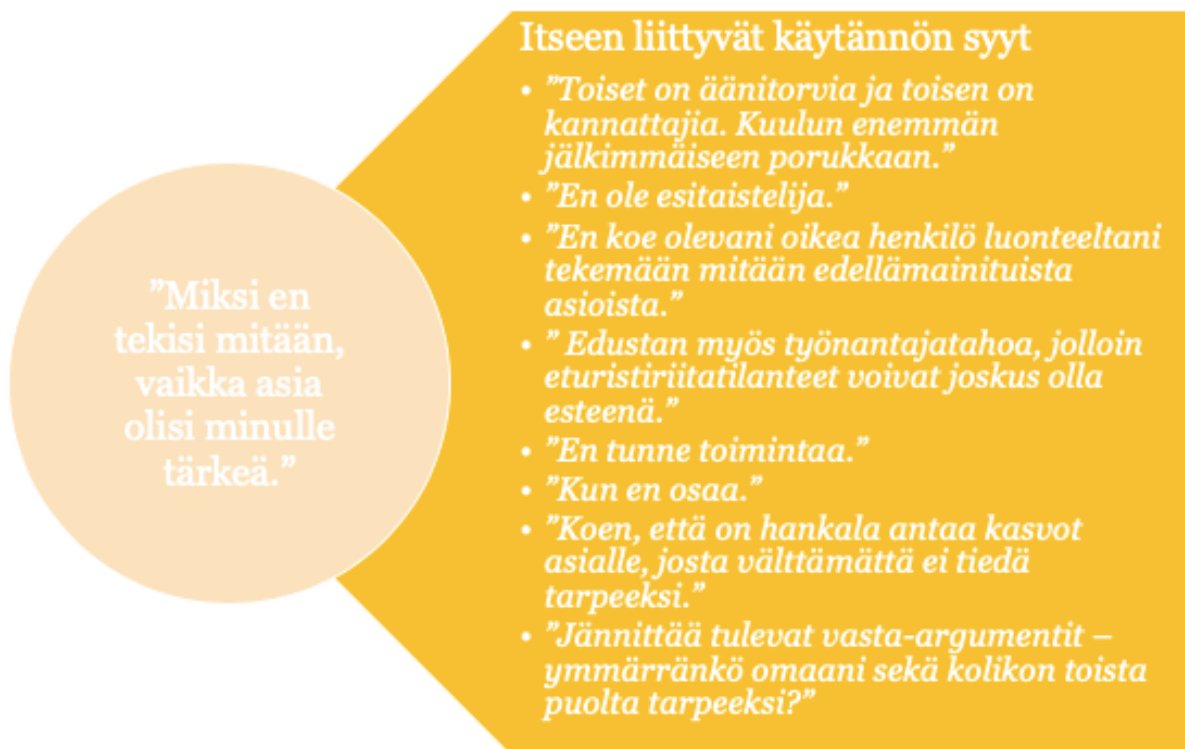 ”Miksi en
tekisi mitään,
vaikka asia
olisi minulle
tärkeä.”
Itseen liittyvät käytännön syyt
• ”Toiset on äänitorvia ja toisen on
kannattajia. Kuulun enemmän
jälkimmäiseen porukkaan.”
• ”En ole esitaistelija.”
• ”En koe olevani oikea henkilö luonteeltani
tekemään mitään edellämainituista
asioista.”
• ” Edustan myös työnantajatahoa, jolloin
eturistiriitatilanteet voivat joskus olla
esteenä.”
• ”En tunne toimintaa.”
• ”Kun en osaa.”
• ”Koen, että on hankala antaa kasvot
asialle, josta välttämättä ei tiedä
tarpeeksi.”
• ”Jännittää tulevat vasta-argumentit –
ymmärränkö omaani sekä kolikon toista
puolta tarpeeksi?”